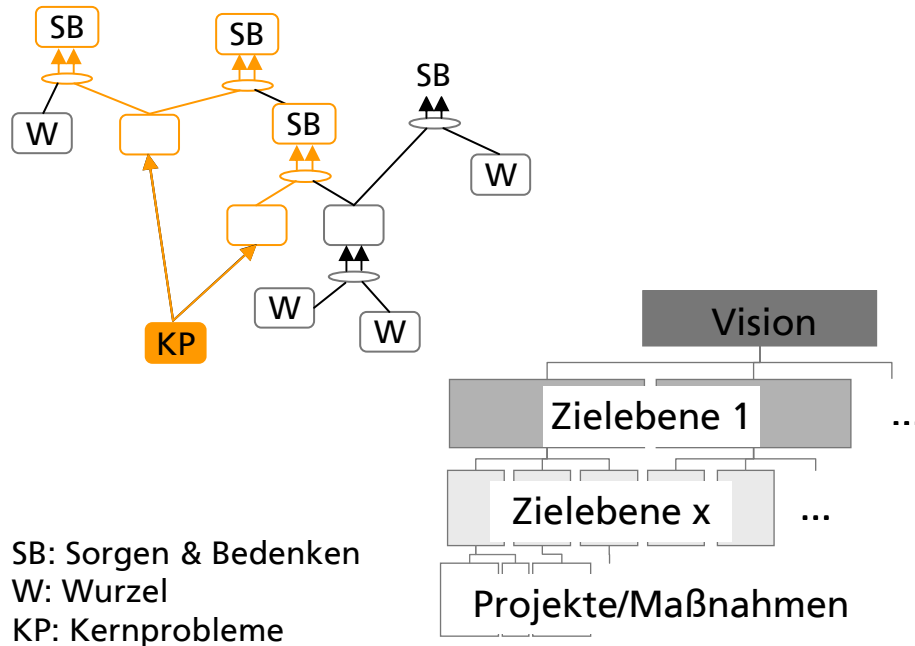 SB
SB
SB
SB
W
W
W
W
KP
Vision
Zielebene 1
...
Zielebene x
...
Projekte/Maßnahmen
SB: Sorgen & Bedenken
W: Wurzel
KP: Kernprobleme